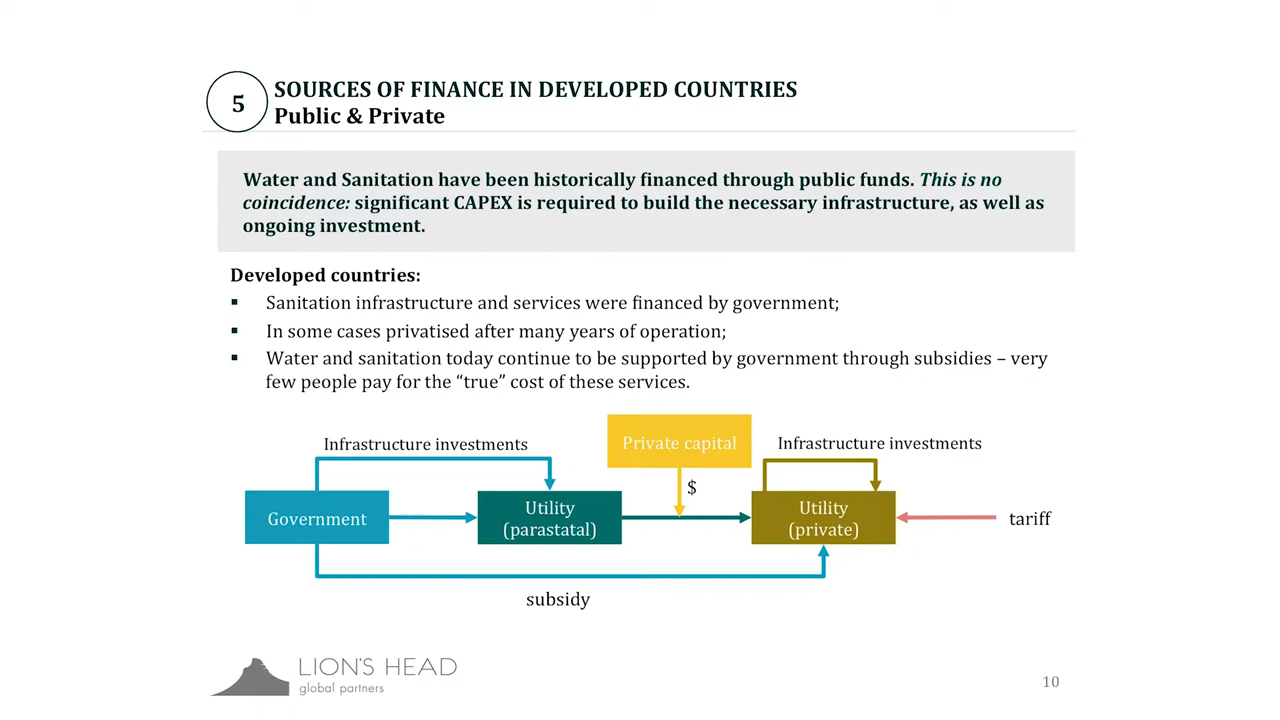 5
SOURCES OF FINANCE IN DEVELOPED COUNTRIES
Public & Private
Water and Sanitation have been historically financed through public funds. This is no
coincidence: significant CAPEX is required to build the necessary infrastructure, as well as
ongoing investment.
Developed countries:
▪ Sanitation infrastructure and services were financed by government;
▪ In some cases privatised after many years of operation;
▪ Water and sanitation today continue to be supported by government through subsidies – very
few people pay for the “true” cost of these services.
Infrastructure investments
Private capital
Infrastructure investments
$
Government
Utility
(parastatal)
Utility
(private)
tariff
subsidy
LION'S HEAD
global partners
10